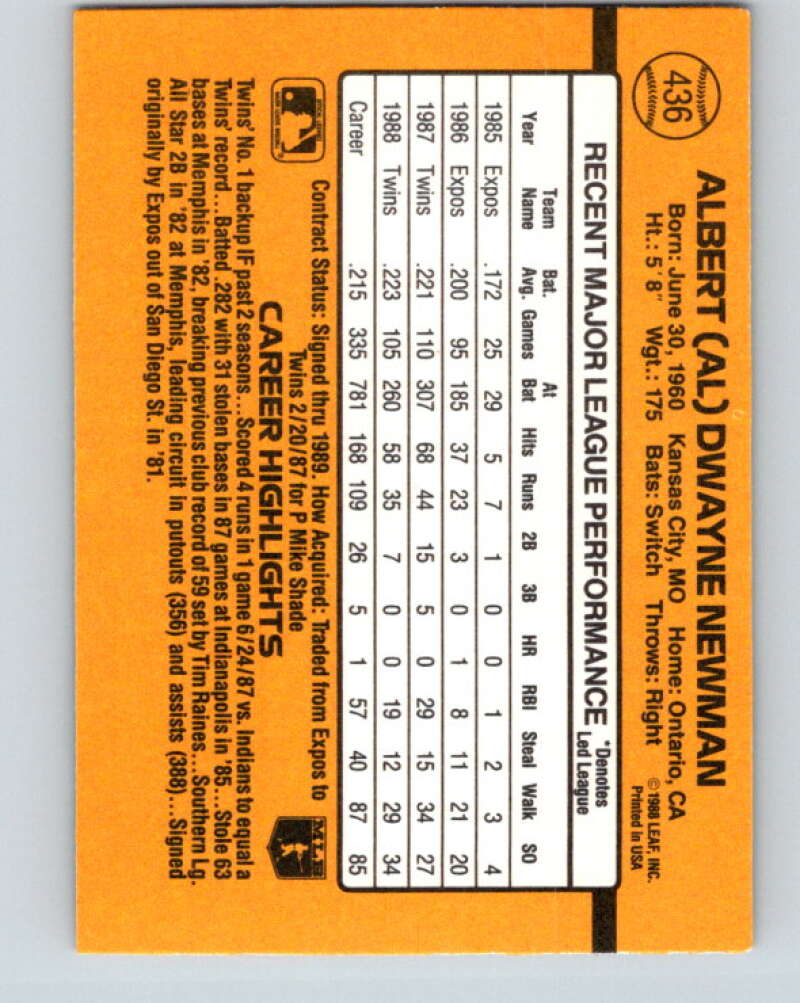 436
ALBERT (AL) DWAYNE NEWMAN
Born: June 30, 1960 Kansas City, MO Home: Ontario, CA
Ht.: 5'8" Wgt.: 175 Bats: Switch Throws: Right
© 1988 LEAF, INC.
Printed in USA
RECENT MAJOR LEAGUE PERFORMANCE *Denotes Led League
Year Team Name Bat. Avg. Games At Bat Hits Runs 2B 3B HR RBI Steal Walk SO
1985 Expos .172 25 29 5 7 1 0 0 1 2 3 4
1986 Expos .200 95 185 37 23 3 0 1 8 11 21 20
1987 Twins .221 110 307 68 44 15 5 0 29 15 34 27
1988 Twins .223 105 260 58 35 7 0 0 19 12 29 34
Career .215 335 781 168 109 26 5 1 57 40 87 85
Contract Status: Signed thru 1989. How Acquired: Traded from Expos to
Twins 2/20/87 for P Mike Shade
CAREER HIGHLIGHTS
MLB
Twins' No. 1 backup IF past 2 seasons...Scored 4 runs in 1 game 6/24/87 vs. Indians to equal a
Twins' record...Batted .282 with 31 stolen bases in 87 games at Indianapolis in '85...Stole 63
bases at Memphis in '82, breaking previous club record of 59 set by Tim Raines...Southern Lg.
All Star 2B in '82 at Memphis, leading circuit in putouts (356) and assists (388)...Signed
originally by Expos out of San Diego St. in '81.